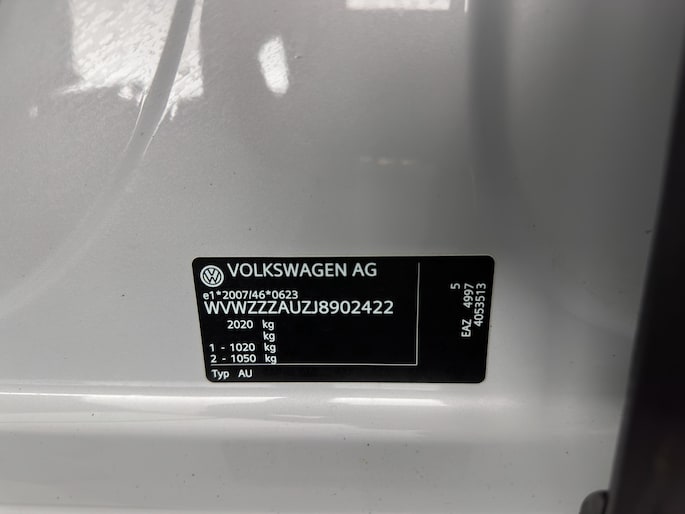 VOLKSWAGEN AG
e1*2007/46*0623
WVWZZZAUZJ8902422
2020 kg
kg
1 - 1020 kg
2 - 1050 kg
Typ AU
5
EAZ 4997
4053513